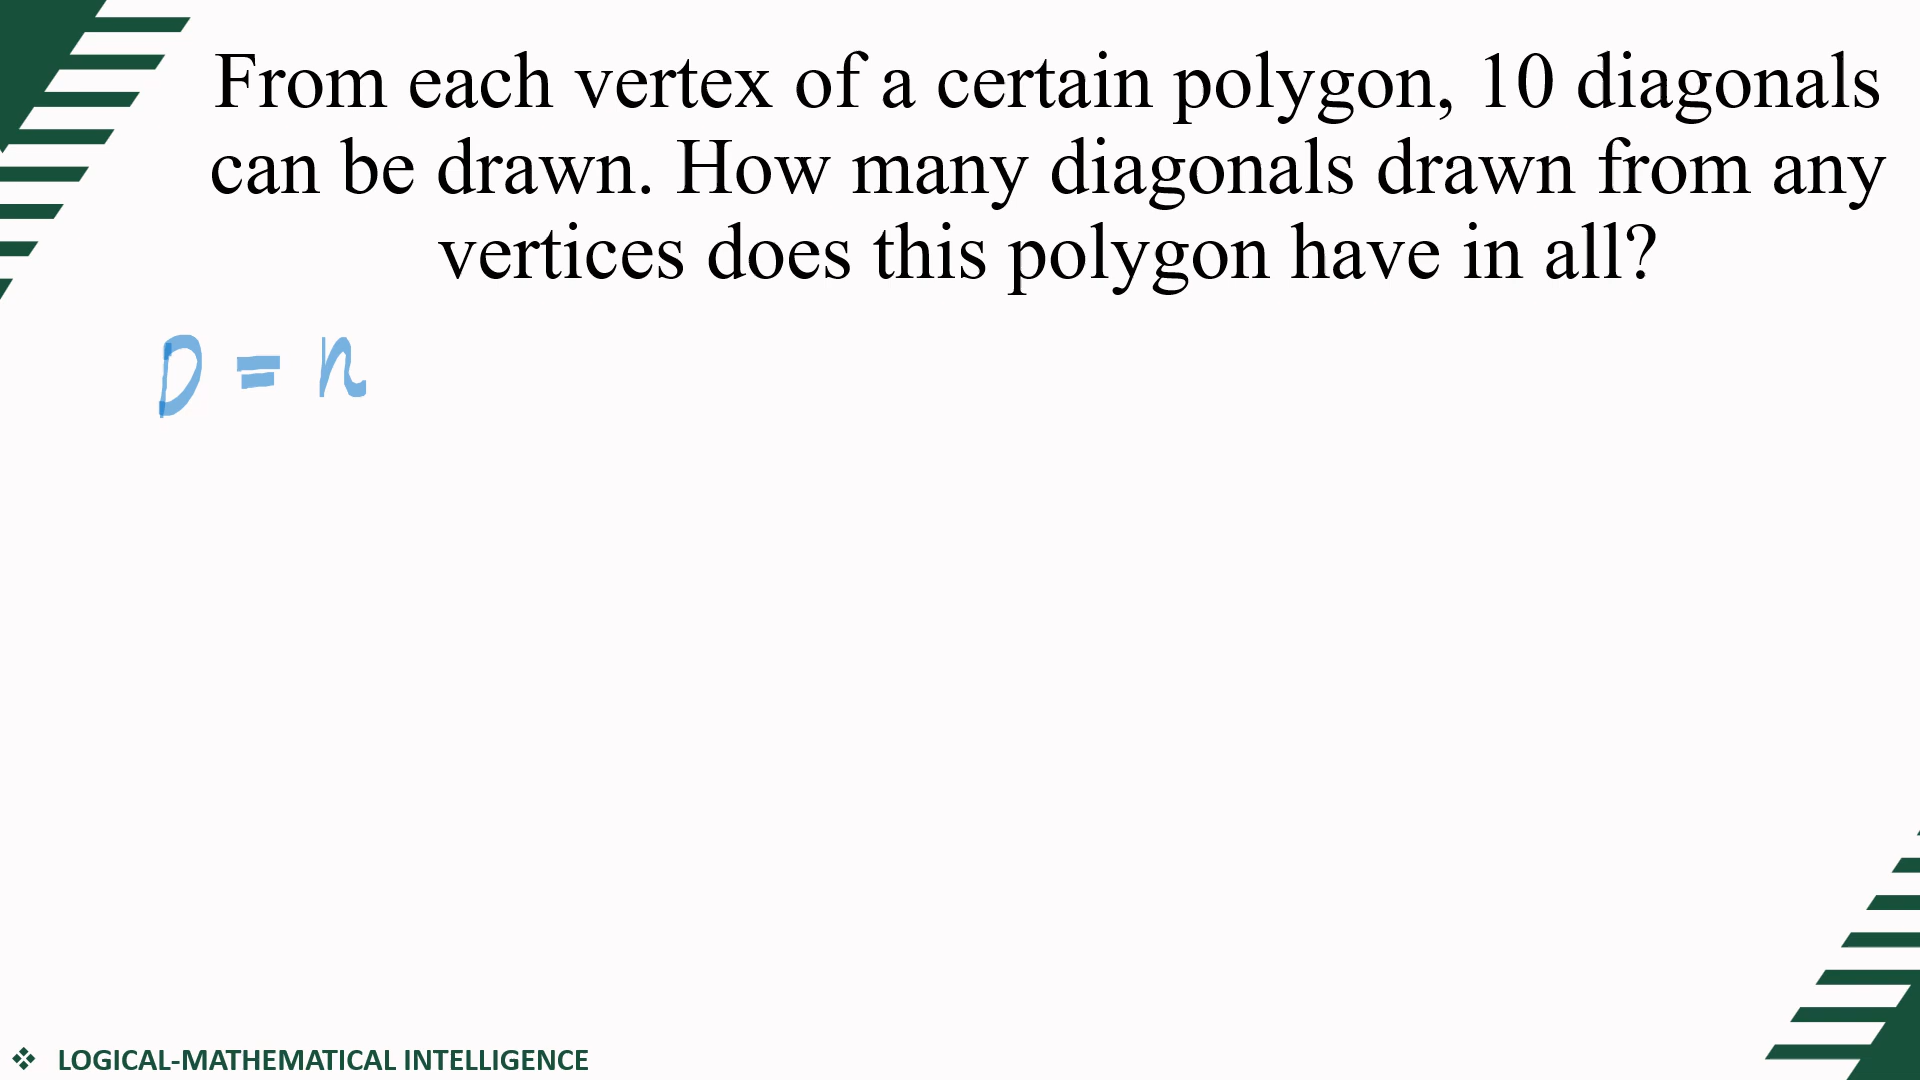 From each vertex of a certain polygon, 10 diagonals
can be drawn. How many diagonals drawn from any
vertices does this polygon have in all?
D = n
❖ LOGICAL-MATHEMATICAL INTELLIGENCE